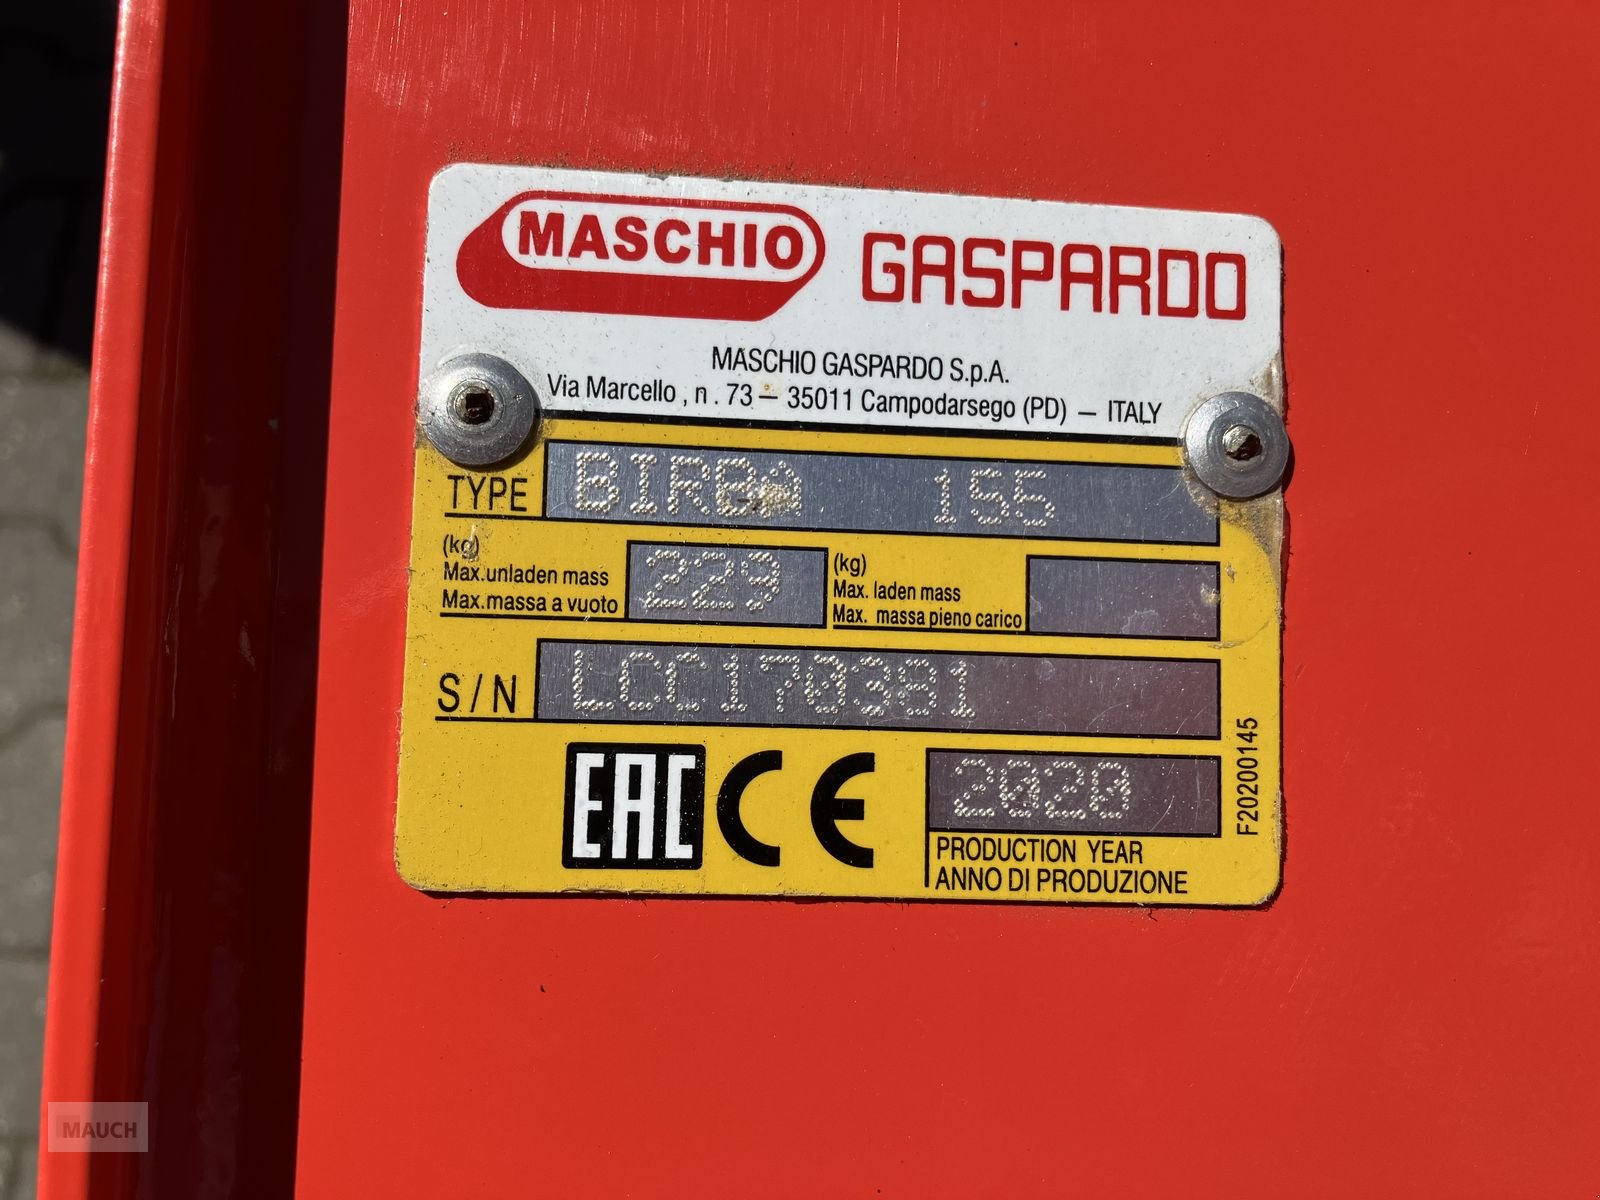 MASCHIO GASPARDO
MASCHIO GASPARDO S.p.A.
Via Marcello , n . 73 – 35011 Campodarsego (PD) – ITALY
TYPE BIRBA 155
(kg)
Max.unladen mass
Max.massa a vuoto
229
(kg)
Max. laden mass
Max. massa pieno carico
S/N LCC170381
EAC CE
2020
PRODUCTION YEAR
ANNO DI PRODUZIONE
F20200145
MAUCH